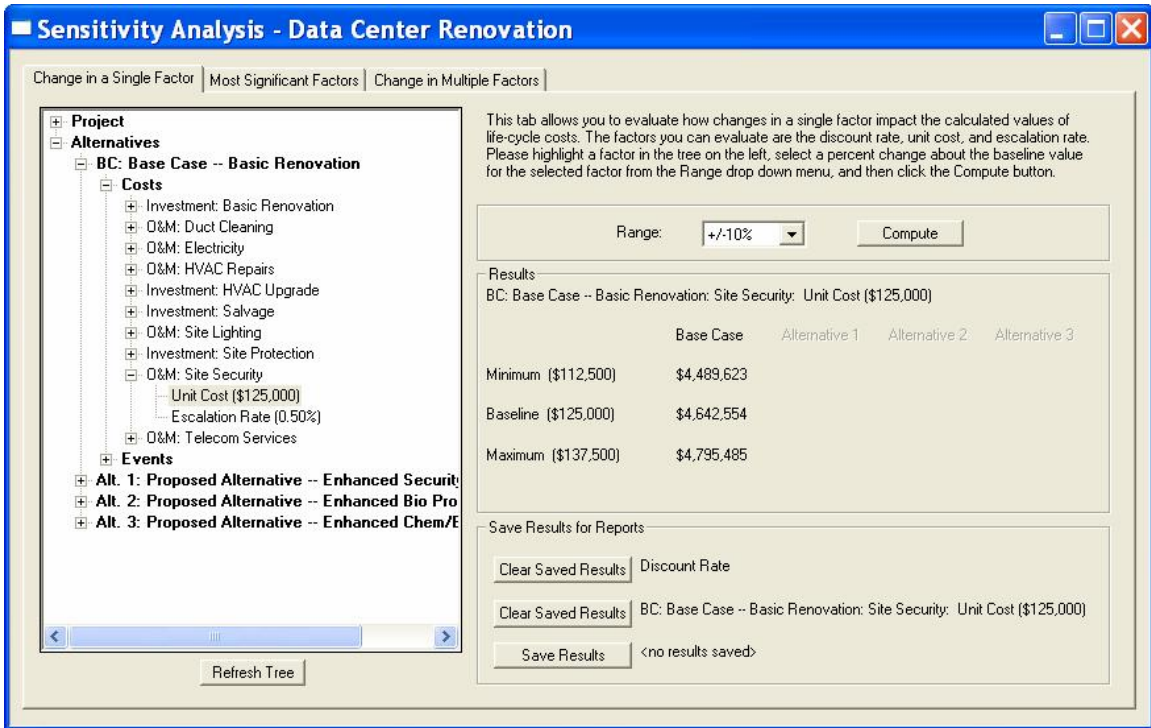 Sensitivity Analysis - Data Center Renovation
Change in a Single Factor
Most Significant Factors
Change in Multiple Factors
Project
Alternatives
BC: Base Case -- Basic Renovation
Costs
Investment: Basic Renovation
O&M: Duct Cleaning
O&M: Electricity
O&M: HVAC Repairs
Investment: HVAC Upgrade
Investment: Salvage
O&M: Site Lighting
Investment: Site Protection
O&M: Site Security
Unit Cost ($125,000)
Escalation Rate (0.50%)
O&M: Telecom Services
Events
Alt. 1: Proposed Alternative -- Enhanced Securit
Alt. 2: Proposed Alternative -- Enhanced Bio Pro
Alt. 3: Proposed Alternative -- Enhanced Chem/E
Refresh Tree
This tab allows you to evaluate how changes in a single factor impact the calculated values of
life-cycle costs. The factors you can evaluate are the discount rate, unit cost, and escalation rate.
Please highlight a factor in the tree on the left, select a percent change about the baseline value
for the selected factor from the Range drop down menu, and then click the Compute button.
Range: +/-10% Compute
Results
BC: Base Case -- Basic Renovation: Site Security: Unit Cost ($125,000)
Base Case Alternative 1 Alternative 2 Alternative 3
Minimum ($112,500) $4,489,623
Baseline ($125,000) $4,642,554
Maximum ($137,500) $4,795,485
Save Results for Reports
Clear Saved Results Discount Rate
Clear Saved Results BC: Base Case -- Basic Renovation: Site Security: Unit Cost ($125,000)
Save Results <no results saved>